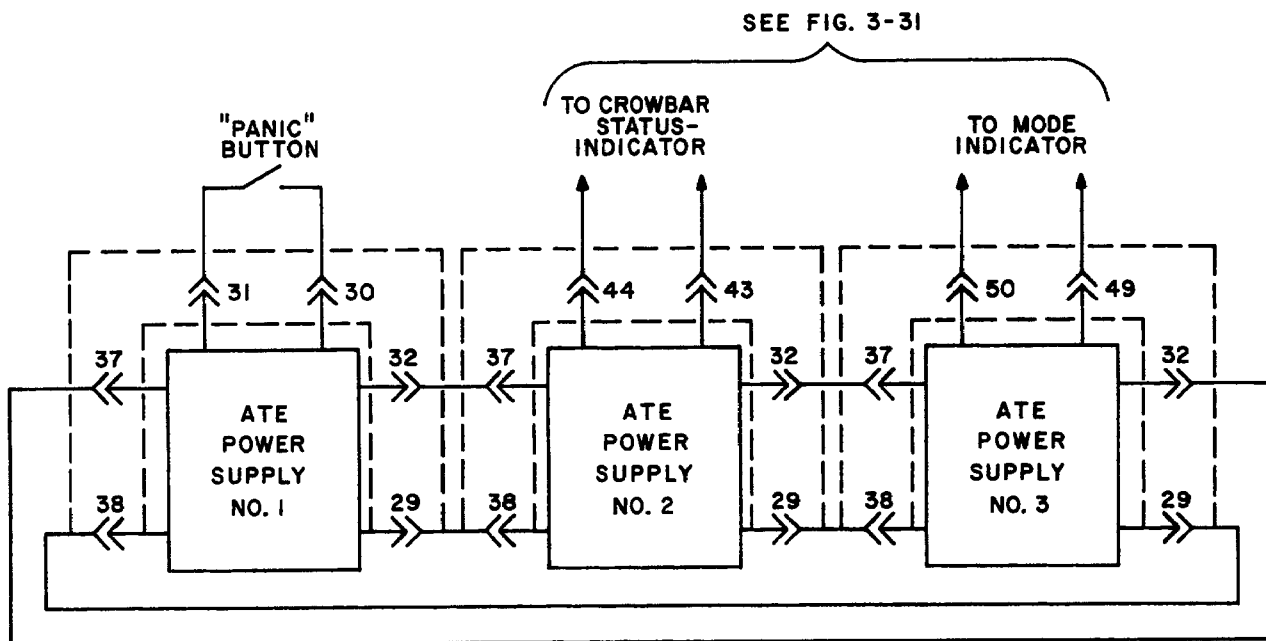 SEE FIG. 3-31
TO CROWBAR
STATUS-
INDICATOR
TO MODE
INDICATOR
"PANIC"
BUTTON
31 30 44 43 50 49
37 32 37 32 37 32
ATE
POWER
SUPPLY
NO. 1
ATE
POWER
SUPPLY
NO. 2
ATE
POWER
SUPPLY
NO. 3
38 29 38 29 38 29